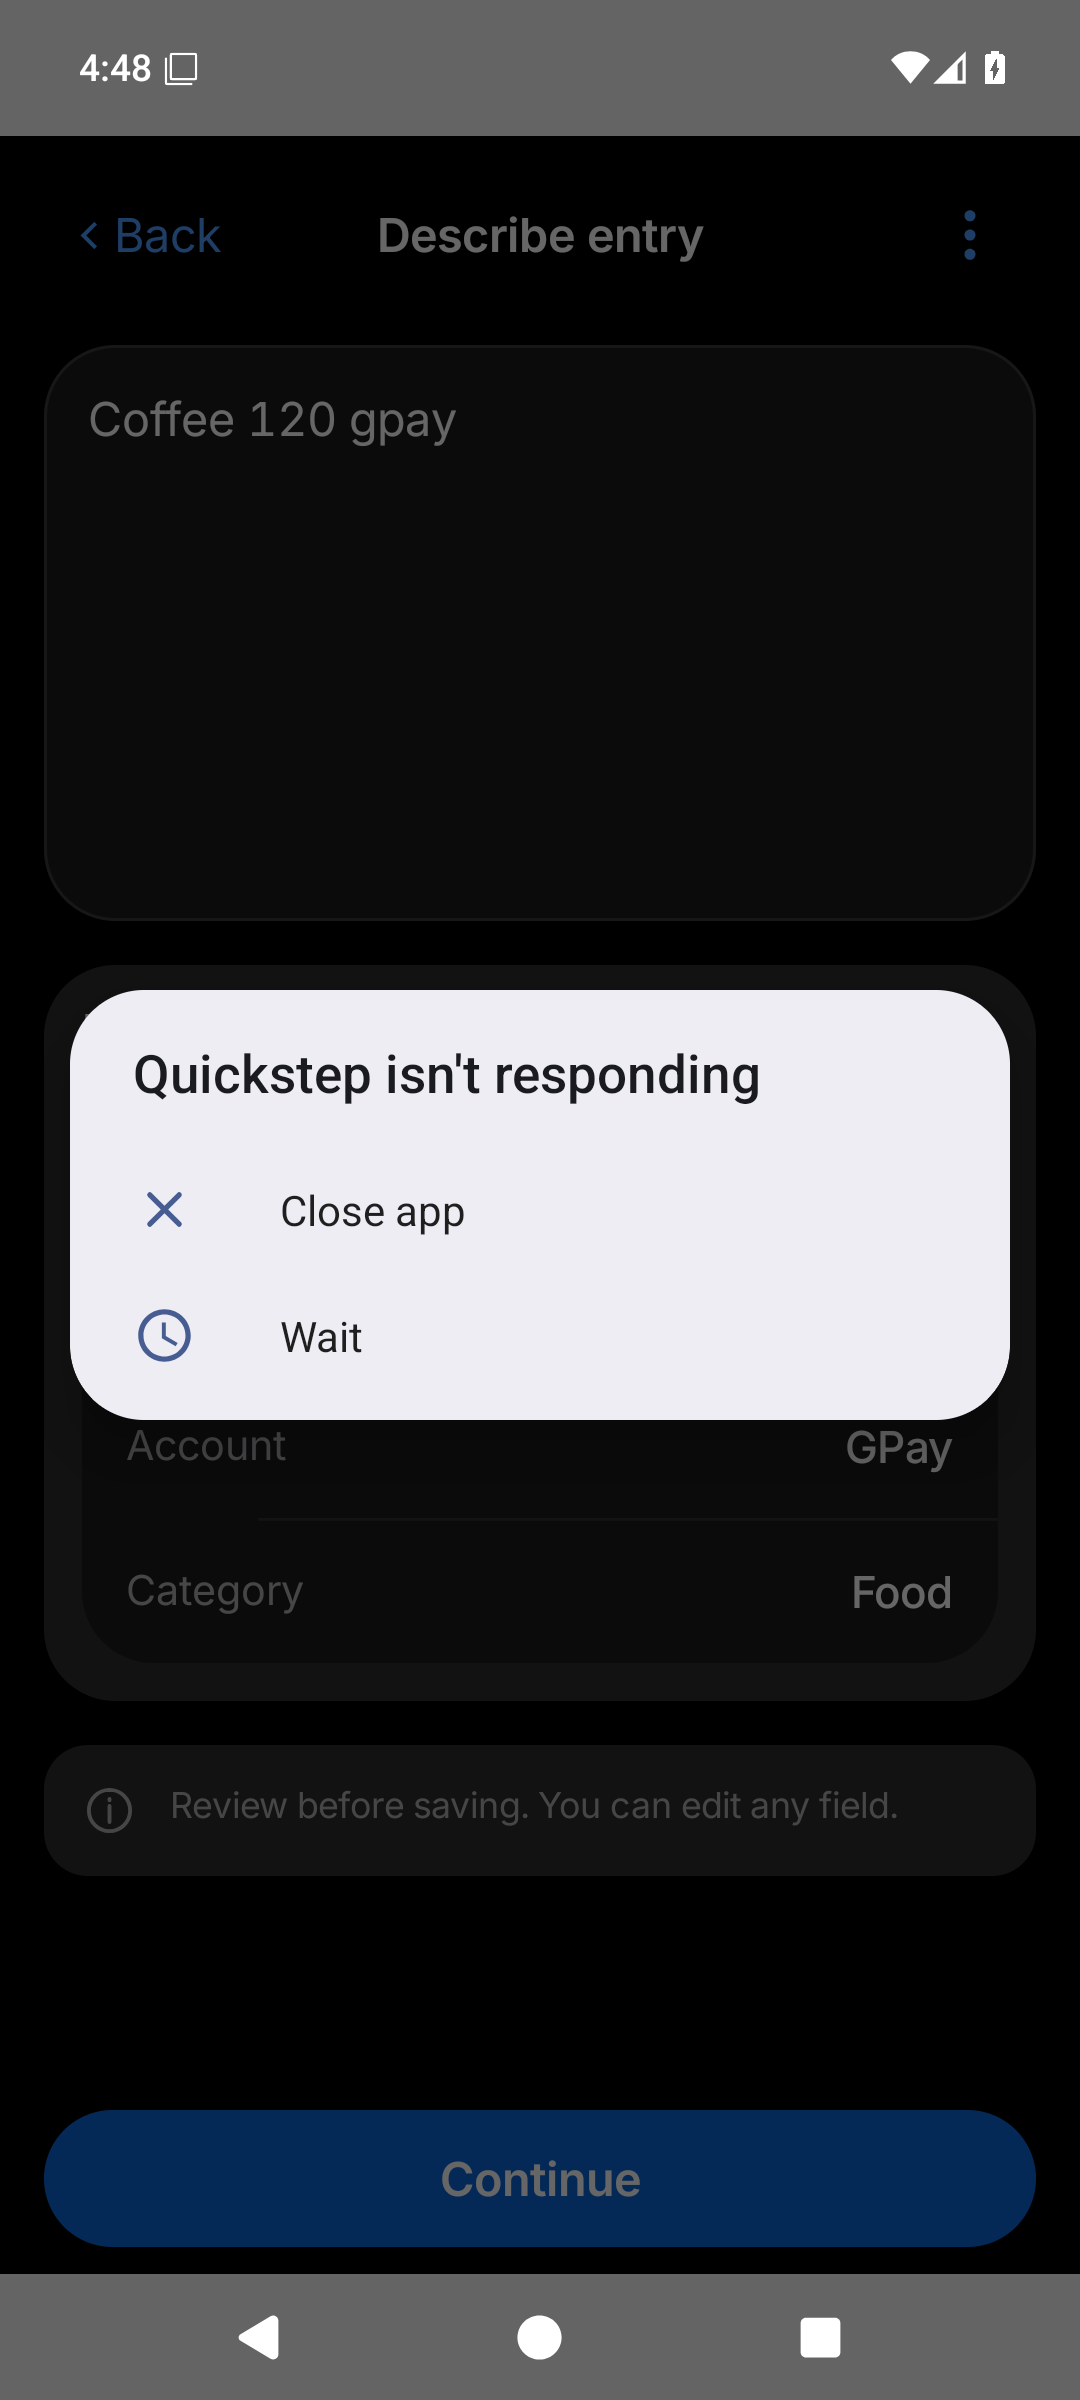 4:48
Back
Describe entry
Coffee 120 gpay
Quickstep isn't responding
Close app
Wait
Account
GPay
Category
Food
Review before saving. You can edit any field.
Continue